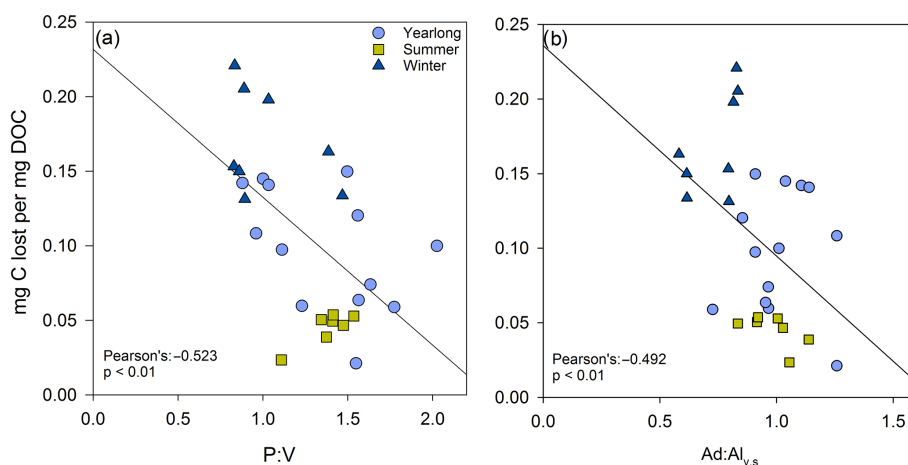 (a)
Yearlong
Summer
Winter
mg C lost per mg DOC
0.25
0.20
0.15
0.10
0.05
0.00
Pearson's:−0.523
p < 0.01
0.0
0.5
1.0
1.5
2.0
P:V
(b)
0.25
0.20
0.15
0.10
0.05
0.00
Pearson's:−0.492
p < 0.01
0.0
0.5
1.0
1.5
Ad:Alv,s